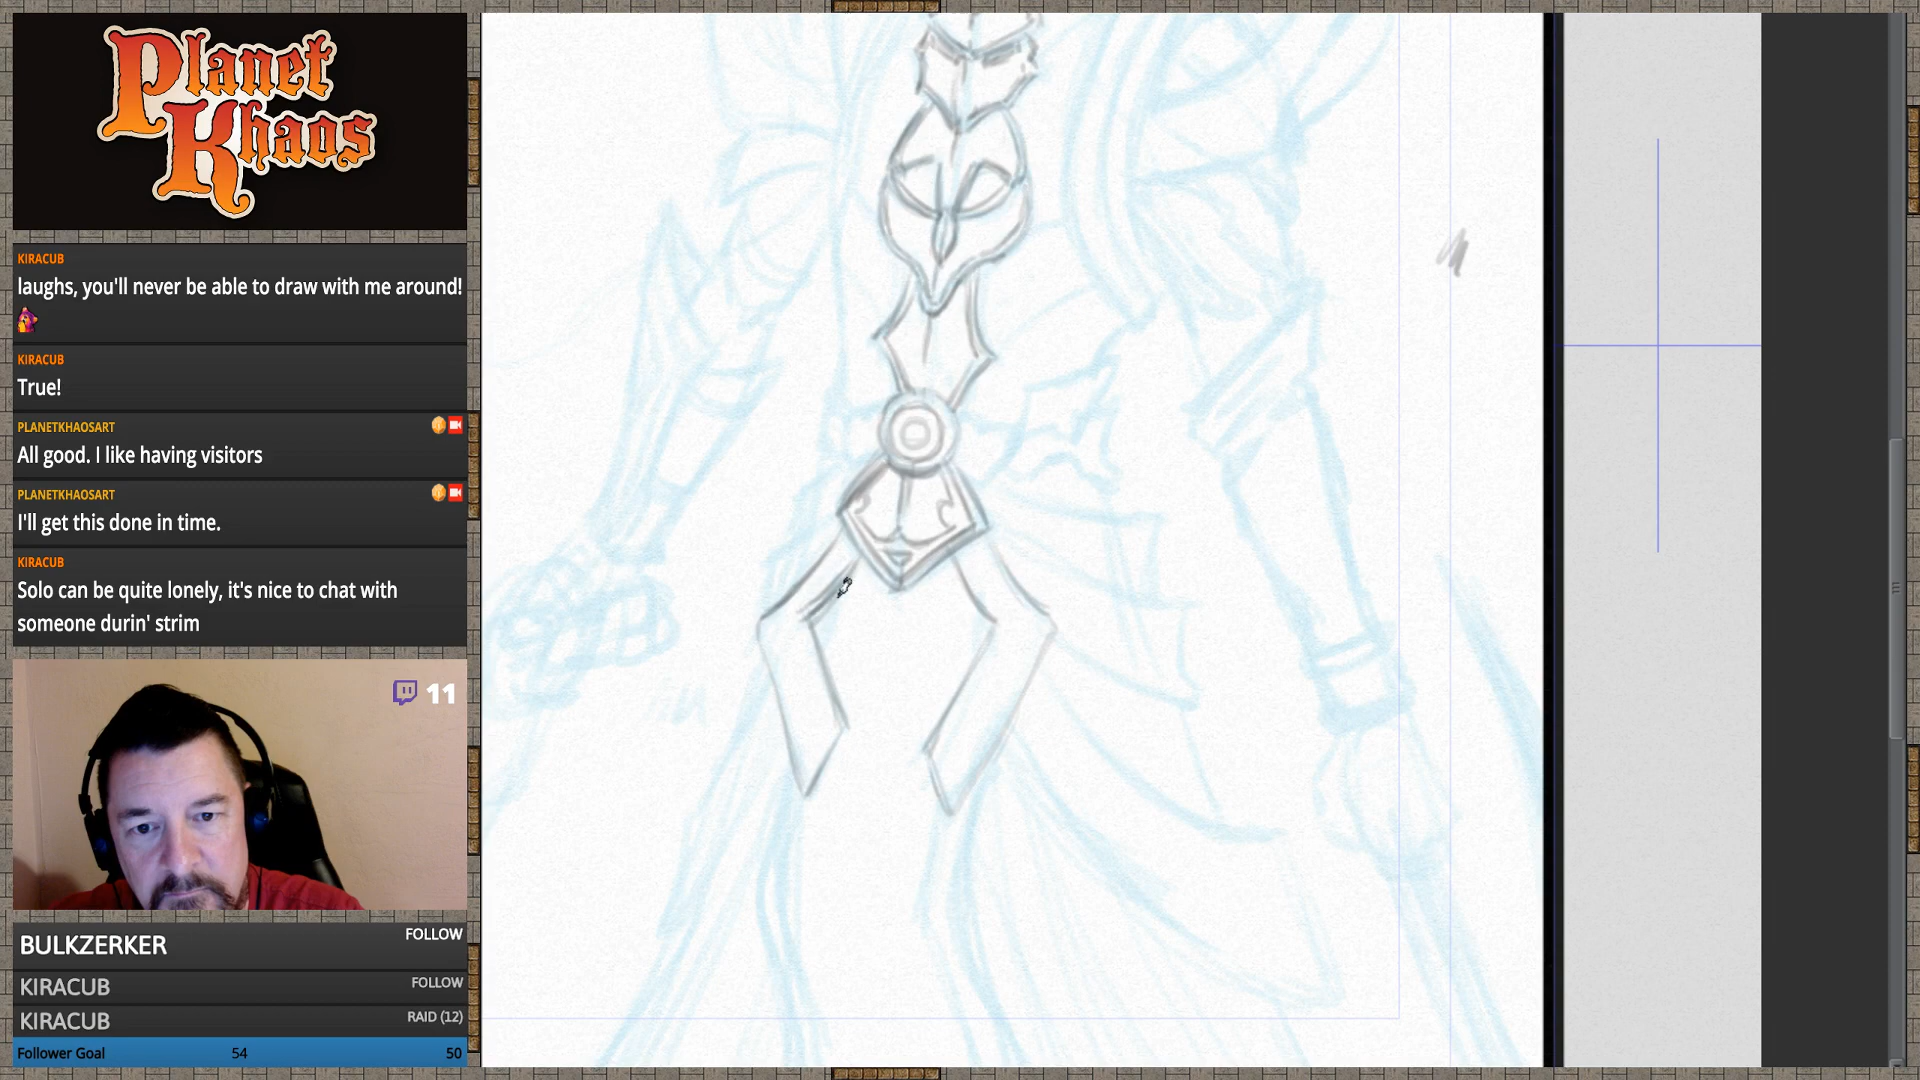 Planet
Khaos
KIRACUB
laughs, you'll never be able to draw with me around!
KIRACUB
True!
PLANETKHAOSART
All good. I like having visitors
PLANETKHAOSART
I'll get this done in time.
KIRACUB
Solo can be quite lonely, it's nice to chat with
someone durin' strim
11
BULKZERKER FOLLOW
KIRACUB FOLLOW
KIRACUB RAID (12)
Follower Goal 54 50